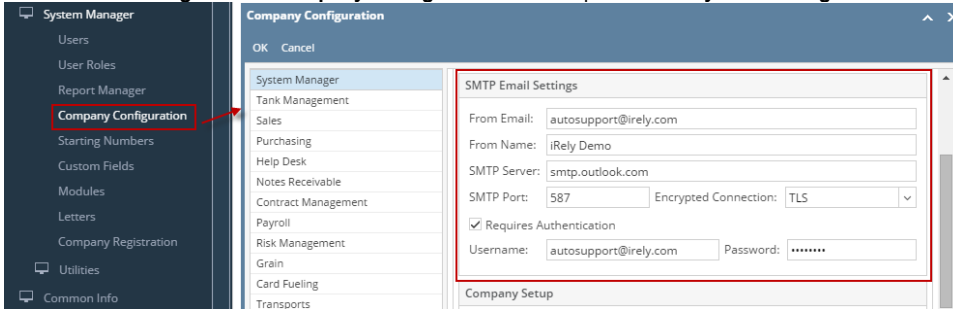 System Manager
Users
User Roles
Report Manager
Company Configuration
Starting Numbers
Custom Fields
Modules
Letters
Company Registration
Utilities
Common Info
Company Configuration
OK Cancel
System Manager
Tank Management
Sales
Purchasing
Help Desk
Notes Receivable
Contract Management
Payroll
Risk Management
Grain
Card Fueling
Transports
SMTP Email Settings
From Email: autosupport@irely.com
From Name: iRely Demo
SMTP Server: smtp.outlook.com
SMTP Port: 587 Encrypted Connection: TLS
Requires Authentication
Username: autosupport@irely.com Password: ••••••••
Company Setup